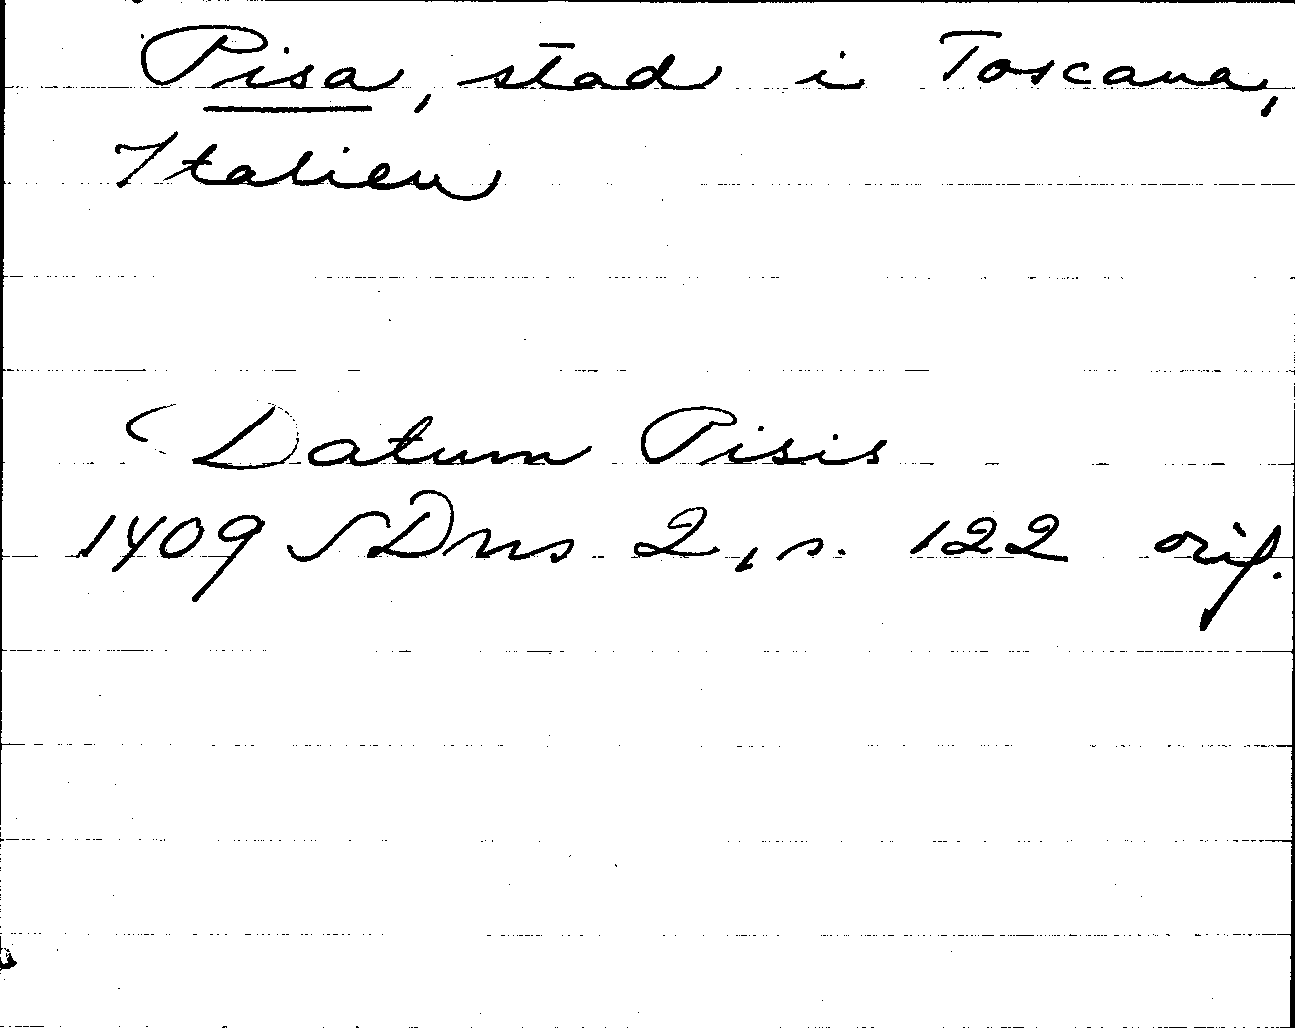 Pisa, stad i Toscana,
Italien
Datum Pisis
1409 SDns 2, s. 122 orig.